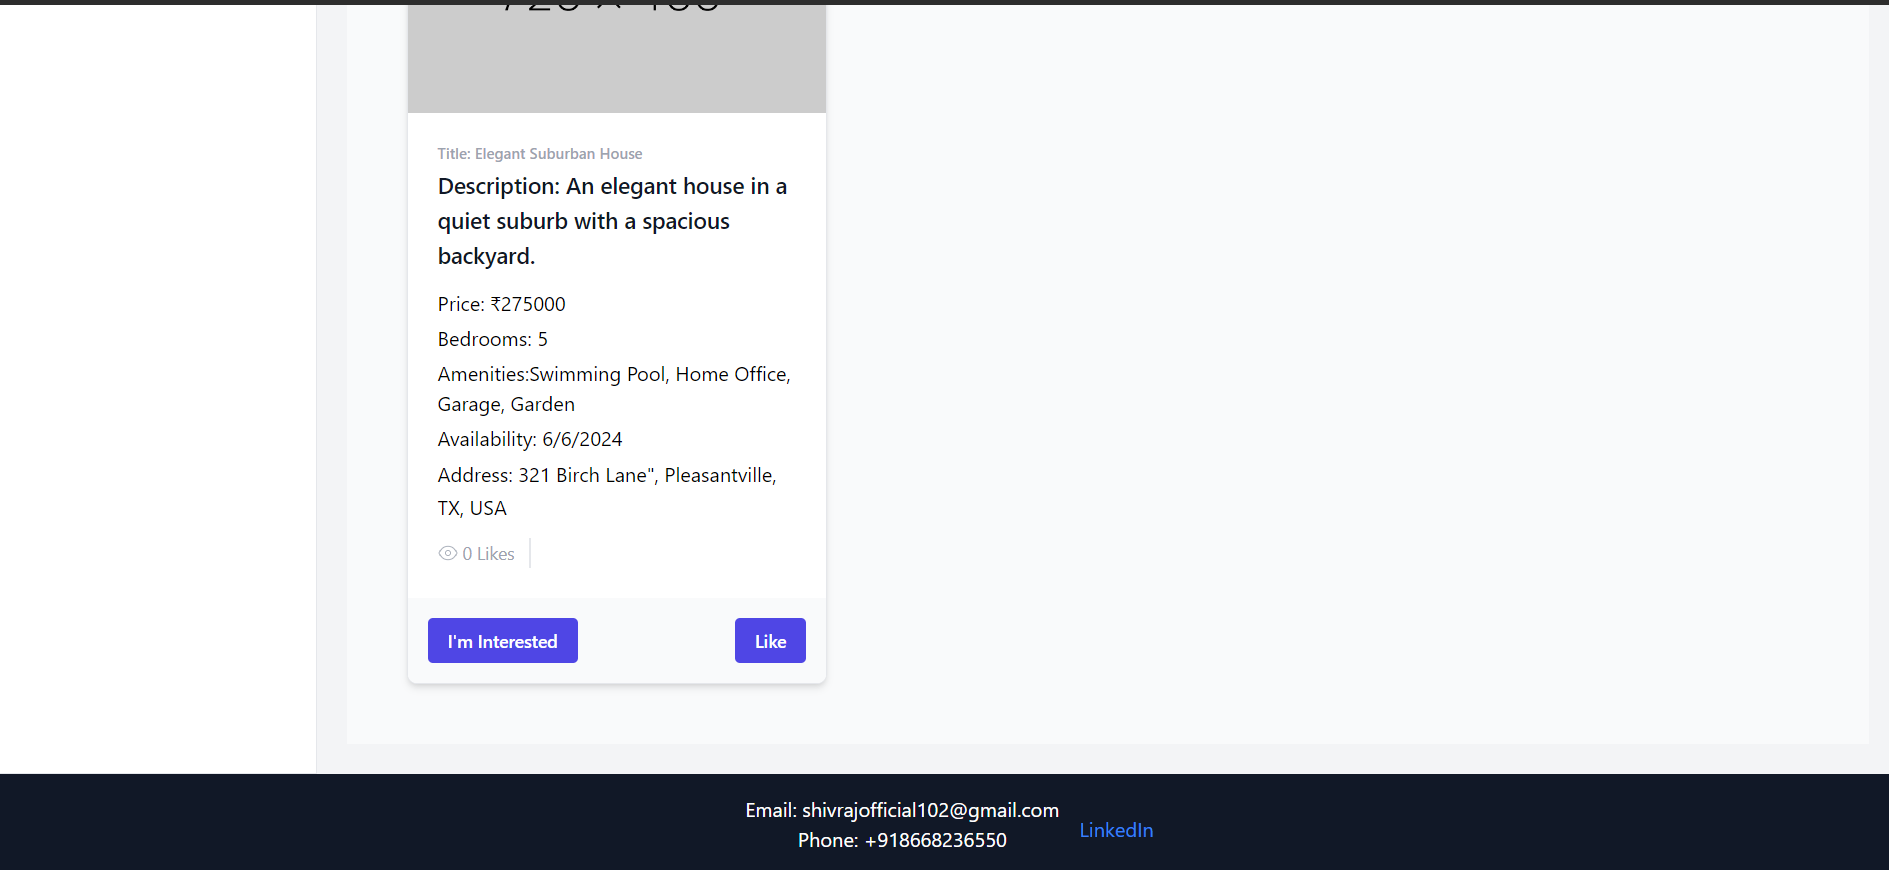 Title: Elegant Suburban House
Description: An elegant house in a
quiet suburb with a spacious
backyard.
Price: ₹275000
Bedrooms: 5
Amenities:Swimming Pool, Home Office,
Garage, Garden
Availability: 6/6/2024
Address: 321 Birch Lane", Pleasantville,
TX, USA
0 Likes
I'm Interested
Like
Email: shivrajofficial102@gmail.com
Phone: +918668236550
LinkedIn